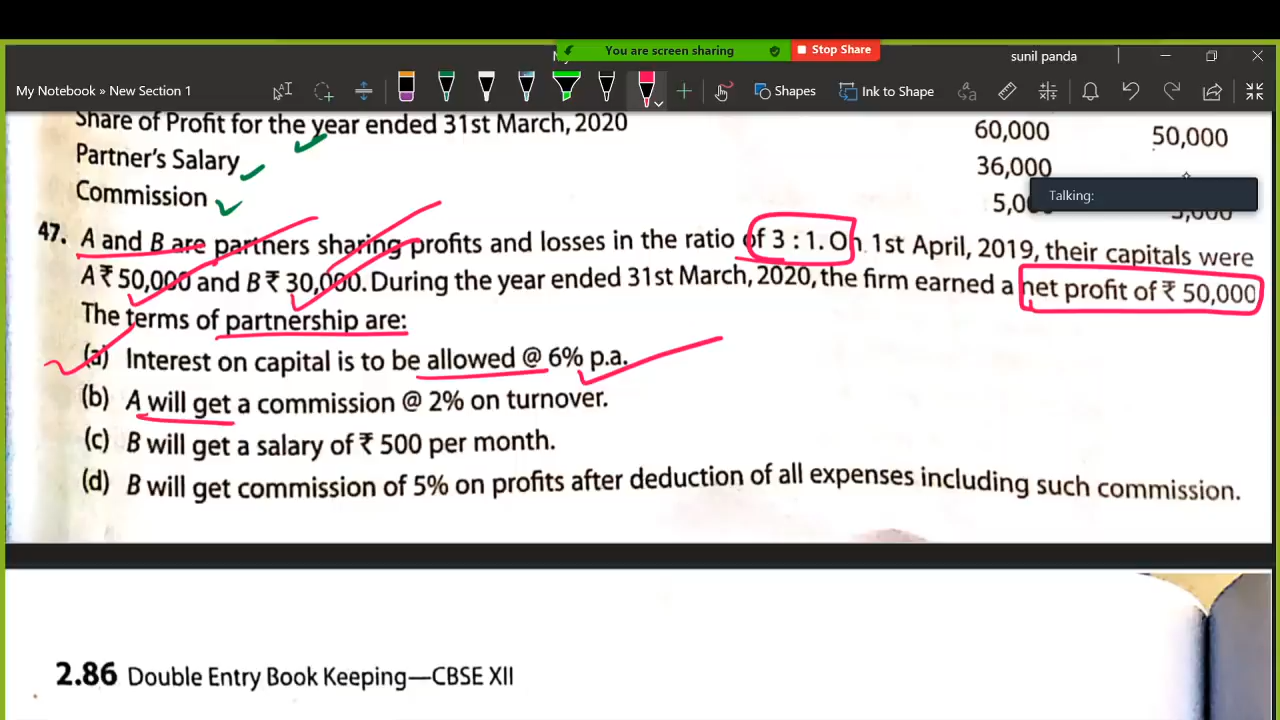 You are screen sharing
Stop Share
sunil panda
My Notebook » New Section 1
Shapes
Ink to Shape
Share of Profit for the year ended 31st March, 2020 60,000 50,000
Partner's Salary 36,000
Commission
Talking:
47. A and B are partners sharing profits and losses in the ratio of 3 : 1. On 1st April, 2019, their capitals were
A ₹ 50,000 and B ₹ 30,000. During the year ended 31st March, 2020, the firm earned a net profit of ₹ 50,000
The terms of partnership are:
(a) Interest on capital is to be allowed @ 6% p.a.
(b) A will get a commission @ 2% on turnover.
(c) B will get a salary of ₹ 500 per month.
(d) B will get commission of 5% on profits after deduction of all expenses including such commission.
2.86 Double Entry Book Keeping—CBSE XII